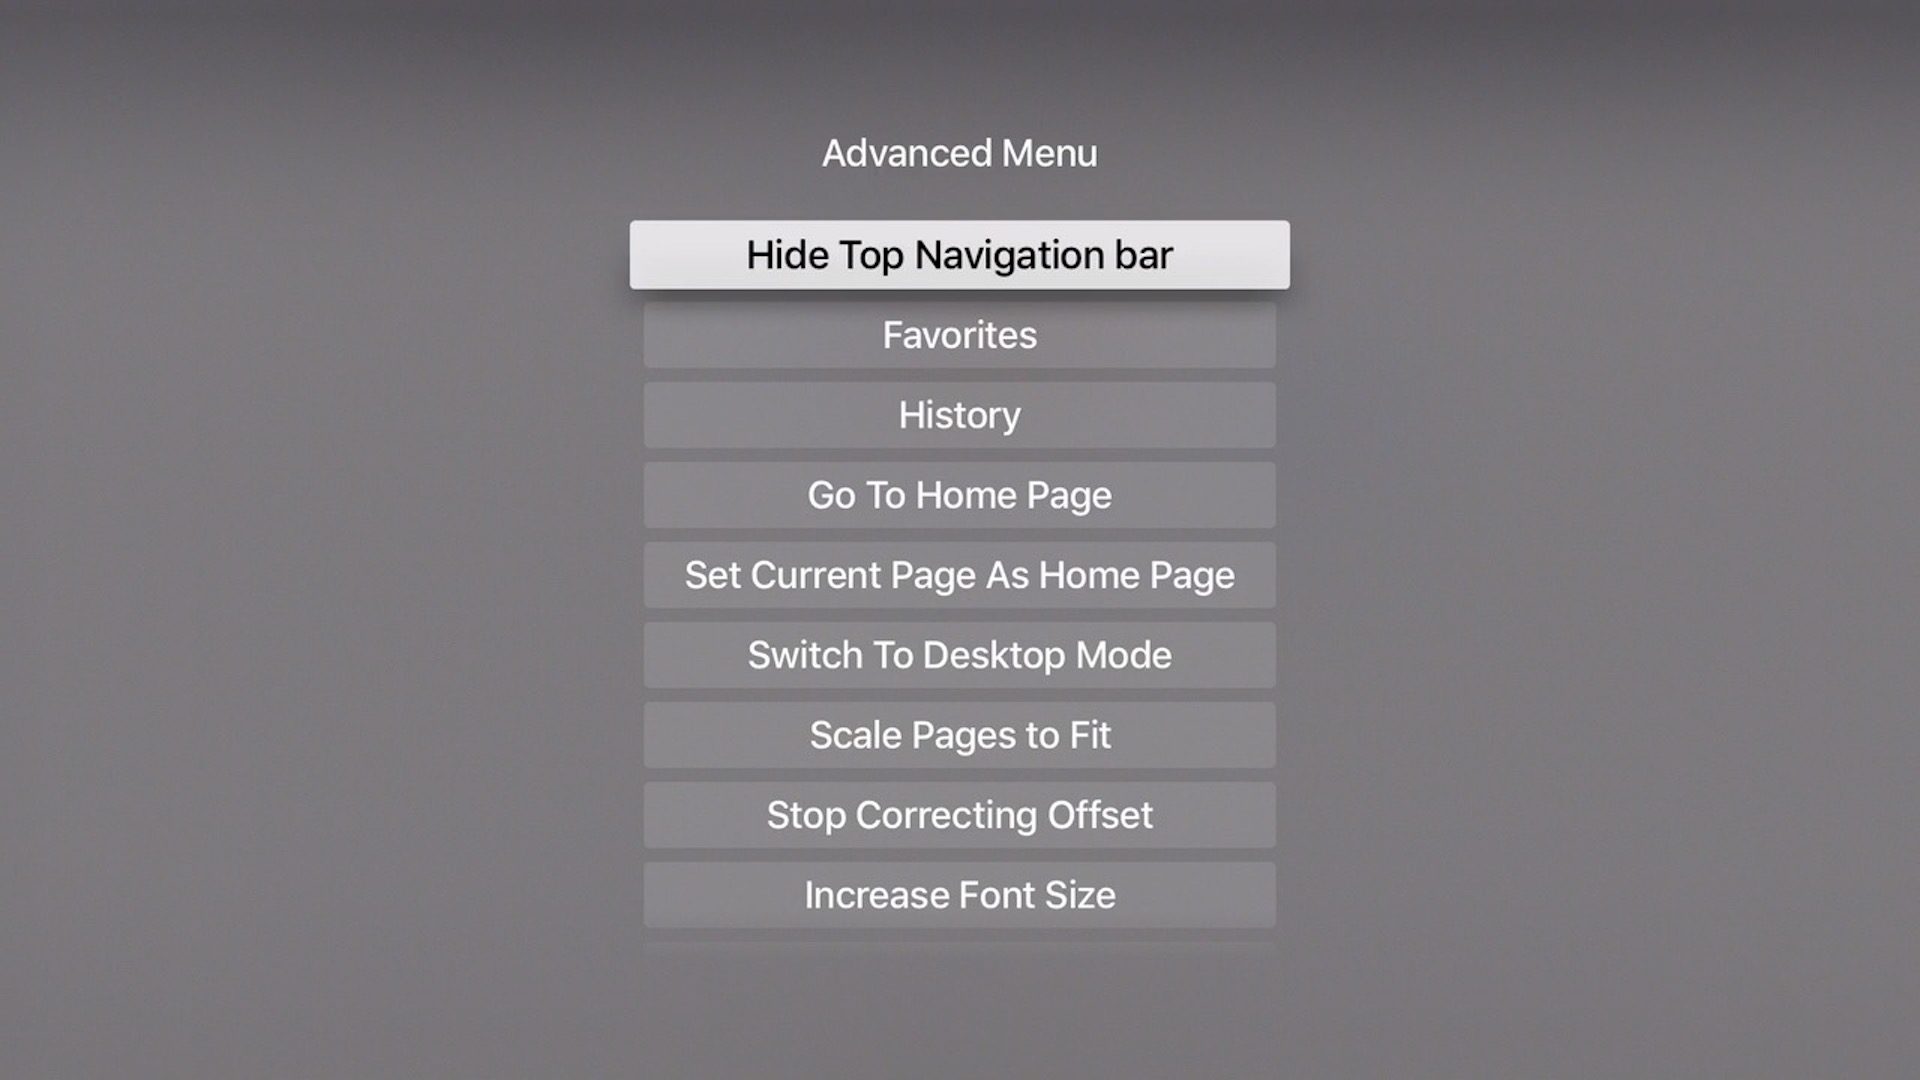 Advanced Menu
Hide Top Navigation bar
Favorites
History
Go To Home Page
Set Current Page As Home Page
Switch To Desktop Mode
Scale Pages to Fit
Stop Correcting Offset
Increase Font Size